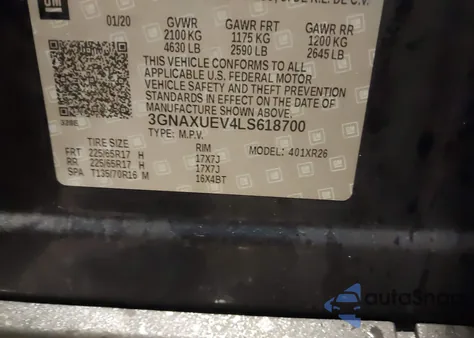 GM
DE R.L. DE C.V.
01/20 GVWR GAWR FRT GAWR RR
2100 KG 1175 KG 1200 KG
4630 LB 2590 LB 2645 LB
THIS VEHICLE CONFORMS TO ALL
APPLICABLE U.S. FEDERAL MOTOR
VEHICLE SAFETY AND THEFT
PREVENTION STANDARDS IN EFFECT ON
THE DATE OF MANUFACTURE SHOWN ABOVE.
3GNAXUEV4LS618700
TYPE: M.P.V. MODEL: 401XR26
TIRE SIZE RIM
FRT 225/65R17 H 17X7J
RR 225/65R17 H 17X7J
SPA T135/70R16 M 16X4BT